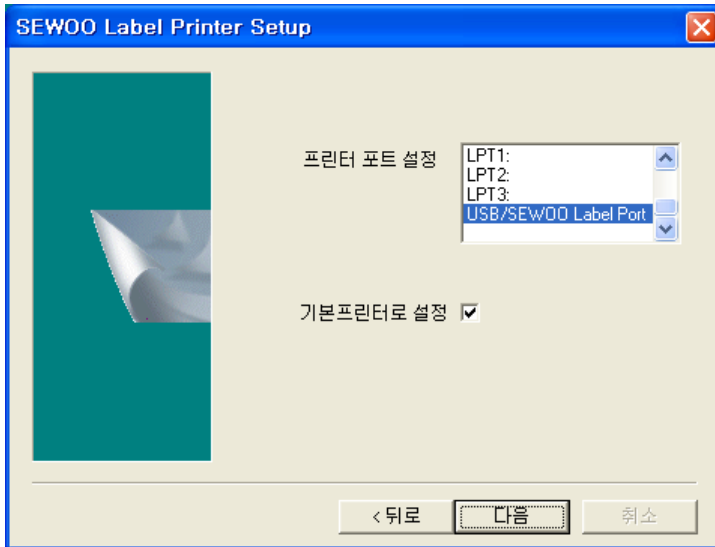 SEWOO Label Printer Setup
프린터 포트 설정
LPT1:
LPT2:
LPT3:
USB/SEWOO Label Port
기본프린터로 설정
< 뒤로
다음
취소